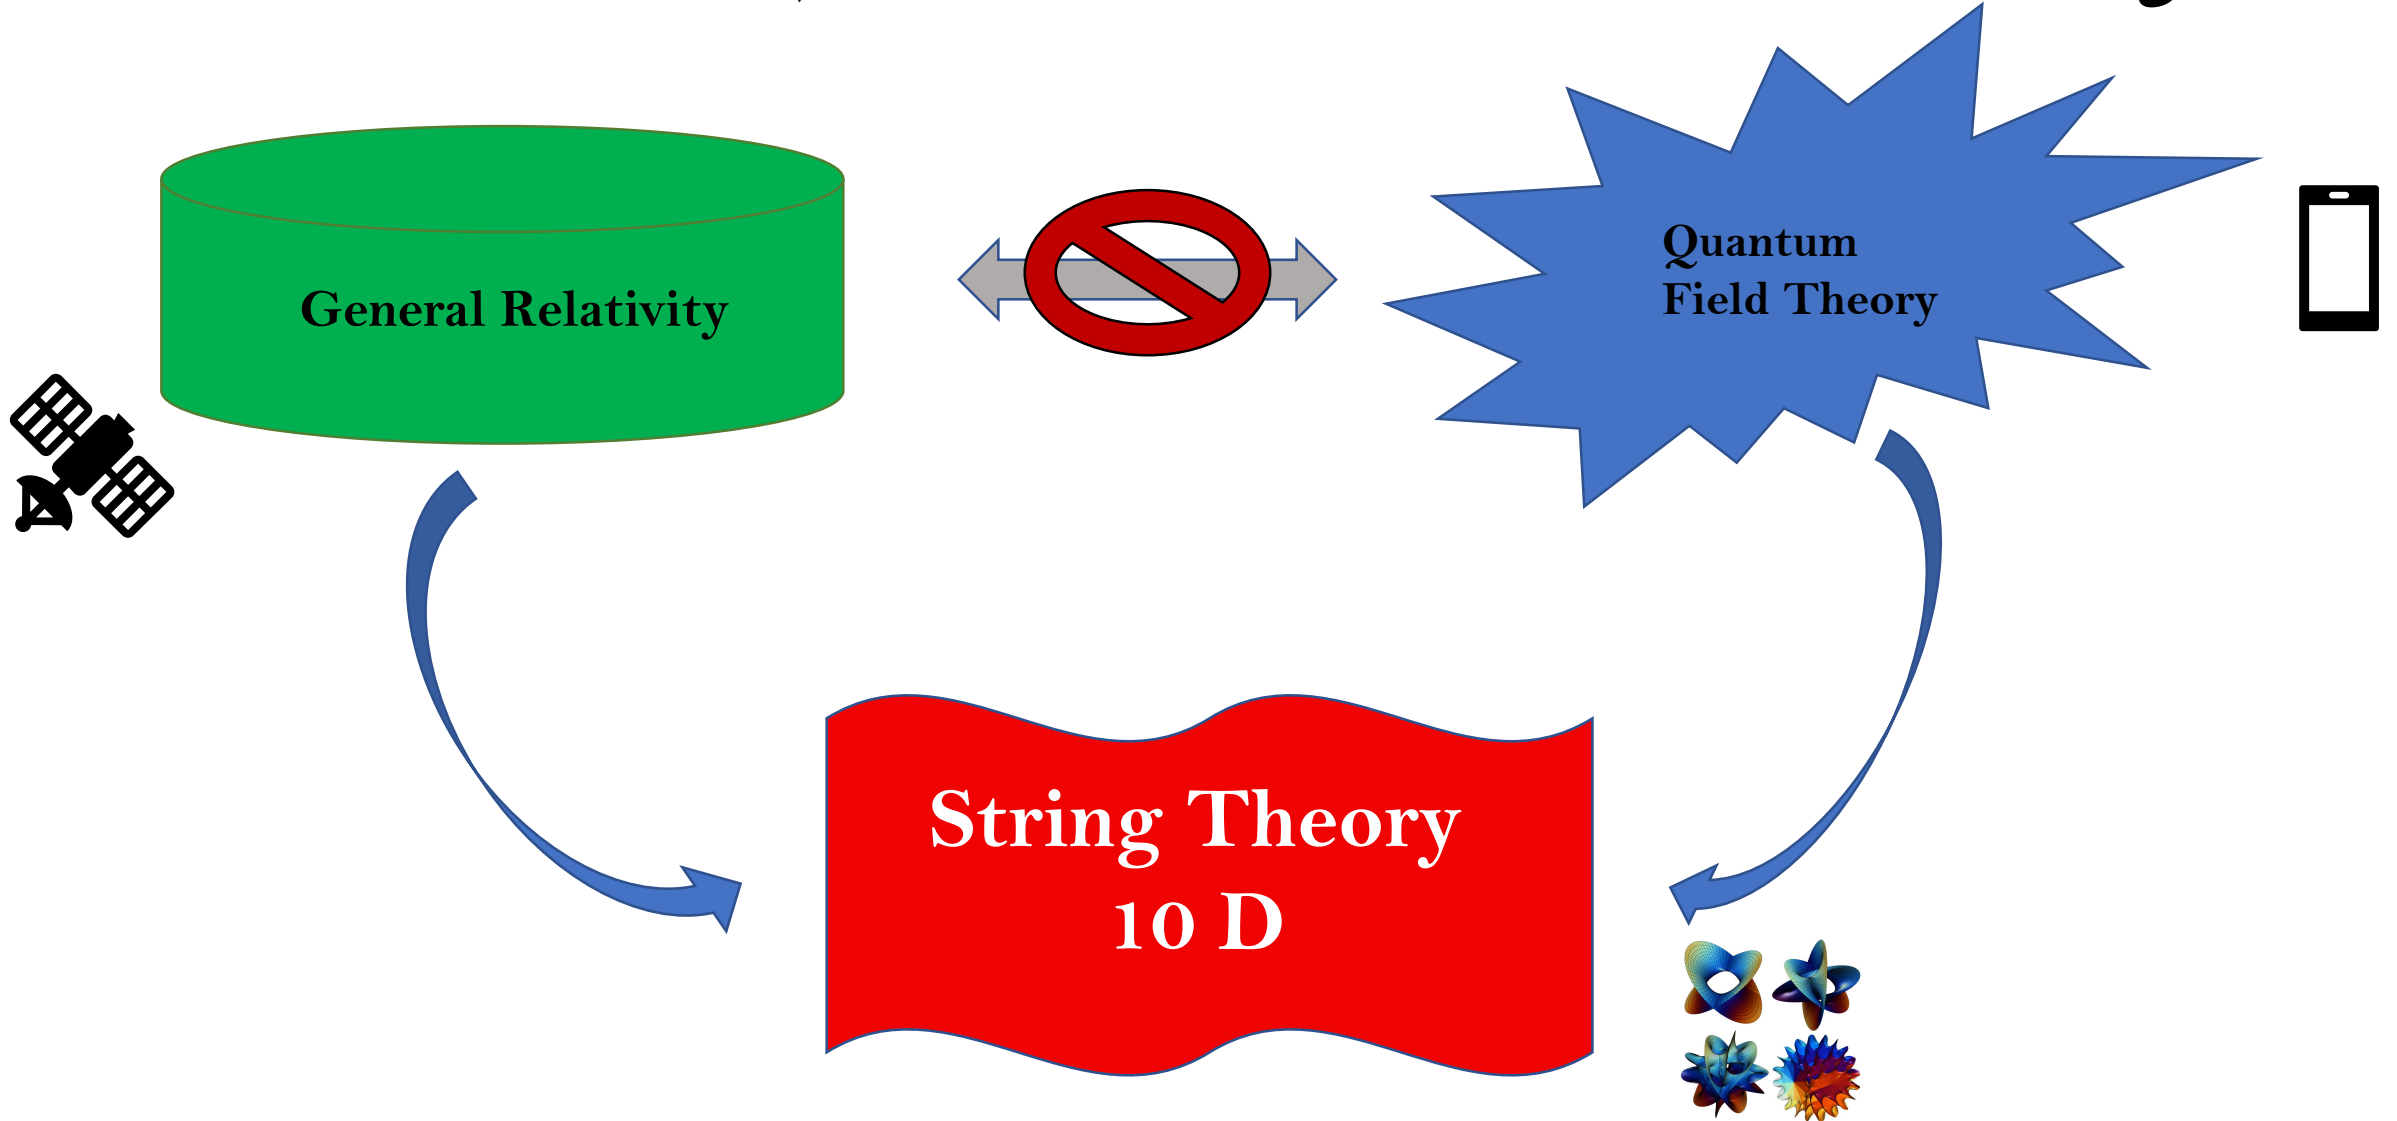 General Relativity
Quantum
Field Theory
String Theory
10 D